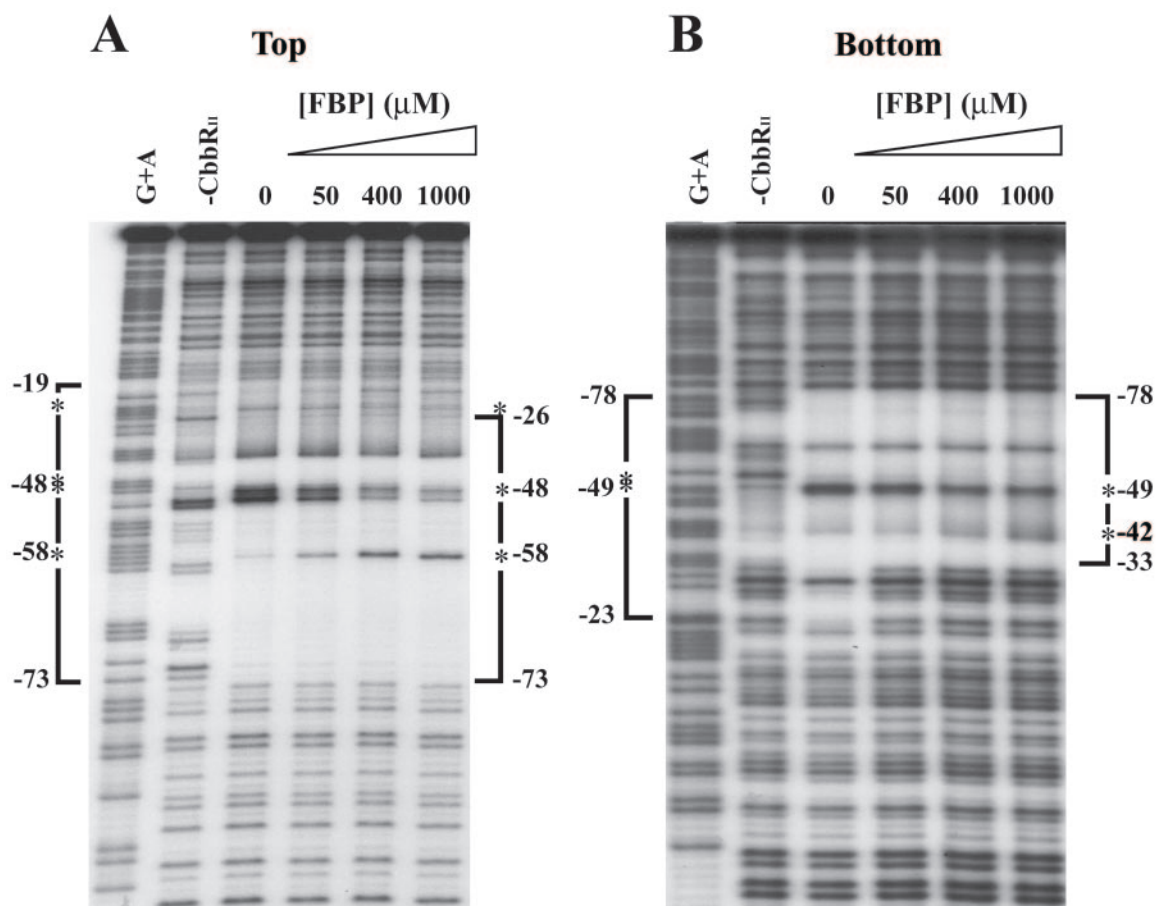 A
Top
[FBP] (μM)
G+A
-CbbRII
0 50 400 1000
-19
*
-48 * *
-58 *
-73
* -26
* -48
* -58
-73
B
Bottom
[FBP] (μM)
G+A
-CbbRII
0 50 400 1000
-78
-49 * *
-23
-78
* -49
* -42
-33